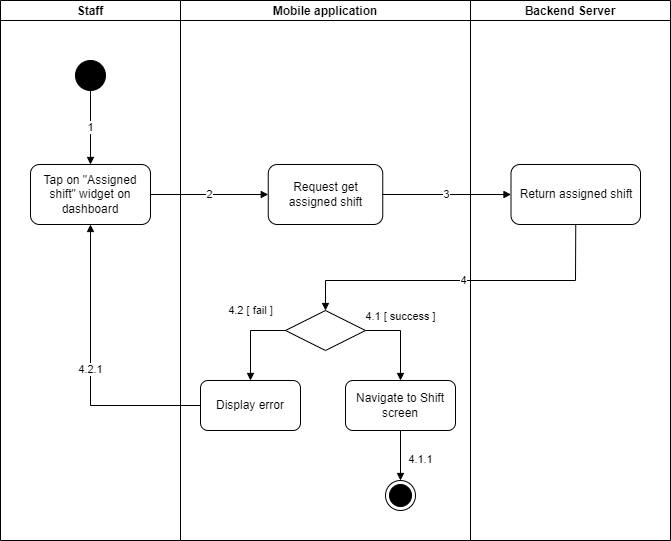 Staff
Mobile application
Backend Server
1
Tap on "Assigned
shift" widget on
dashboard
2
Request get
assigned shift
3
Return assigned shift
4
4.2 [ fail ]
4.1 [ success ]
4.2.1
Display error
Navigate to Shift
screen
4.1.1